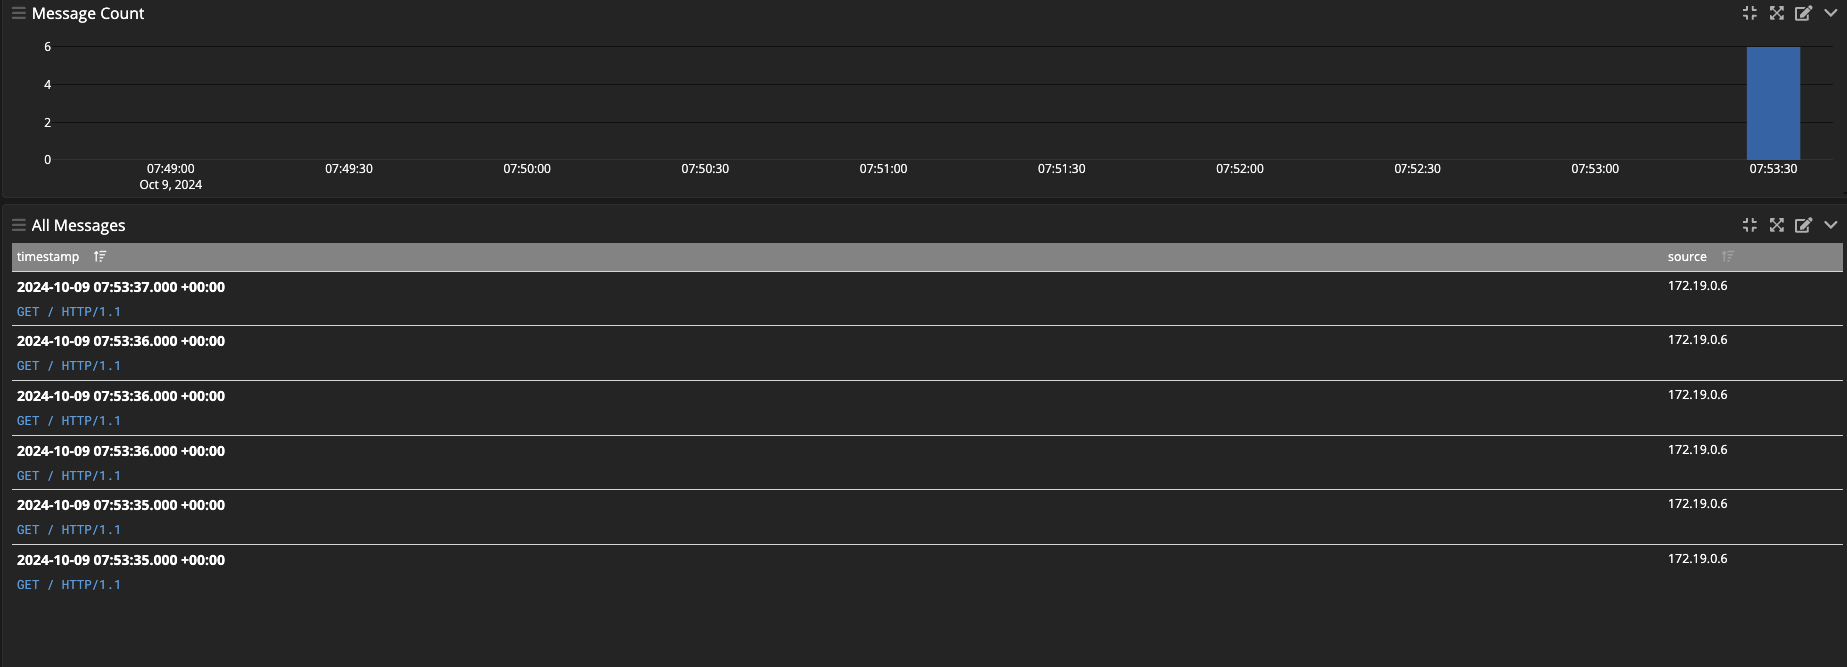 Message Count
6
4
2
0
07:49:00 07:49:30 07:50:00 07:50:30 07:51:00 07:51:30 07:52:00 07:52:30 07:53:00 07:53:30
Oct 9, 2024
All Messages
timestamp source
2024-10-09 07:53:37.000 +00:00 172.19.0.6
GET / HTTP/1.1
2024-10-09 07:53:36.000 +00:00 172.19.0.6
GET / HTTP/1.1
2024-10-09 07:53:36.000 +00:00 172.19.0.6
GET / HTTP/1.1
2024-10-09 07:53:36.000 +00:00 172.19.0.6
GET / HTTP/1.1
2024-10-09 07:53:35.000 +00:00 172.19.0.6
GET / HTTP/1.1
2024-10-09 07:53:35.000 +00:00 172.19.0.6
GET / HTTP/1.1